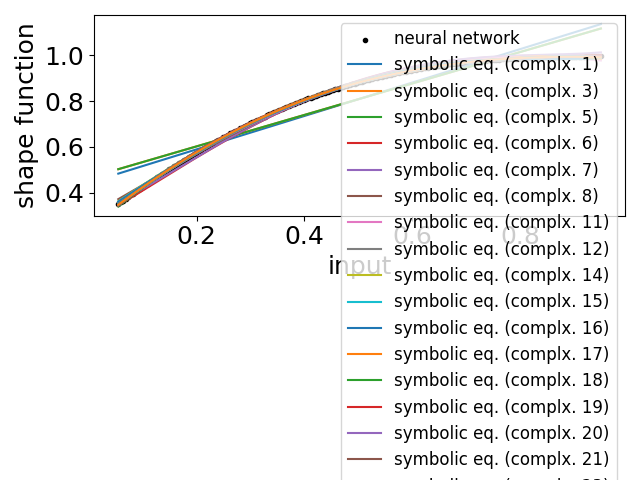 shape function
1.0
0.8
0.6
0.4
0.2
0.4
0.6
0.8
input
neural network
symbolic eq. (complx. 1)
symbolic eq. (complx. 3)
symbolic eq. (complx. 5)
symbolic eq. (complx. 6)
symbolic eq. (complx. 7)
symbolic eq. (complx. 8)
symbolic eq. (complx. 11)
symbolic eq. (complx. 12)
symbolic eq. (complx. 14)
symbolic eq. (complx. 15)
symbolic eq. (complx. 16)
symbolic eq. (complx. 17)
symbolic eq. (complx. 18)
symbolic eq. (complx. 19)
symbolic eq. (complx. 20)
symbolic eq. (complx. 21)